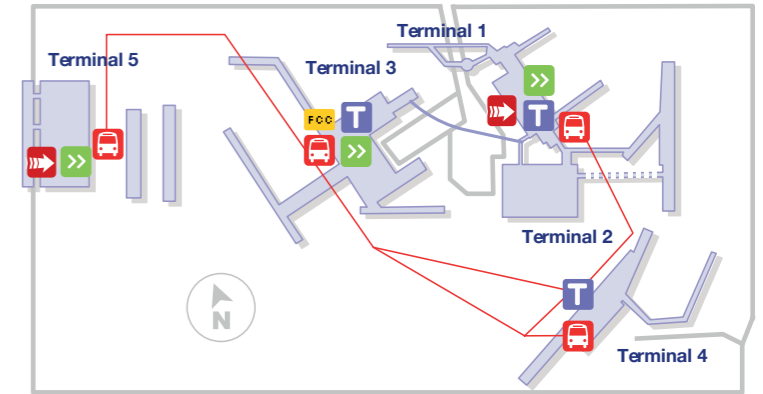 Terminal 1
Terminal 5
Terminal 3
FCC
T
T
Terminal 2
T
N
Terminal 4